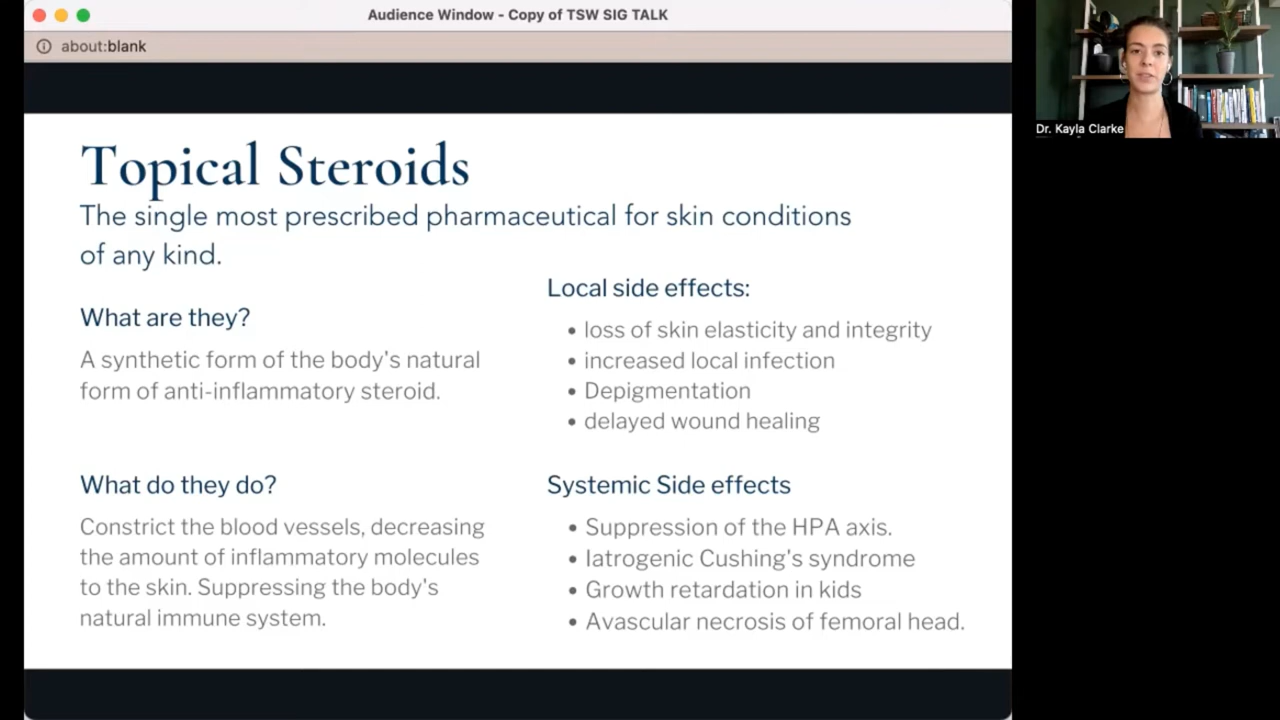 Audience Window - Copy of TSW SIG TALK
about:blank
Topical Steroids
The single most prescribed pharmaceutical for skin conditions
of any kind.
What are they?
A synthetic form of the body's natural
form of anti-inflammatory steroid.
What do they do?
Constrict the blood vessels, decreasing
the amount of inflammatory molecules
to the skin. Suppressing the body's
natural immune system.
Local side effects:
• loss of skin elasticity and integrity
• increased local infection
• Depigmentation
• delayed wound healing
Systemic Side effects
• Suppression of the HPA axis.
• Iatrogenic Cushing's syndrome
• Growth retardation in kids
• Avascular necrosis of femoral head.
Dr. Kayla Clarke